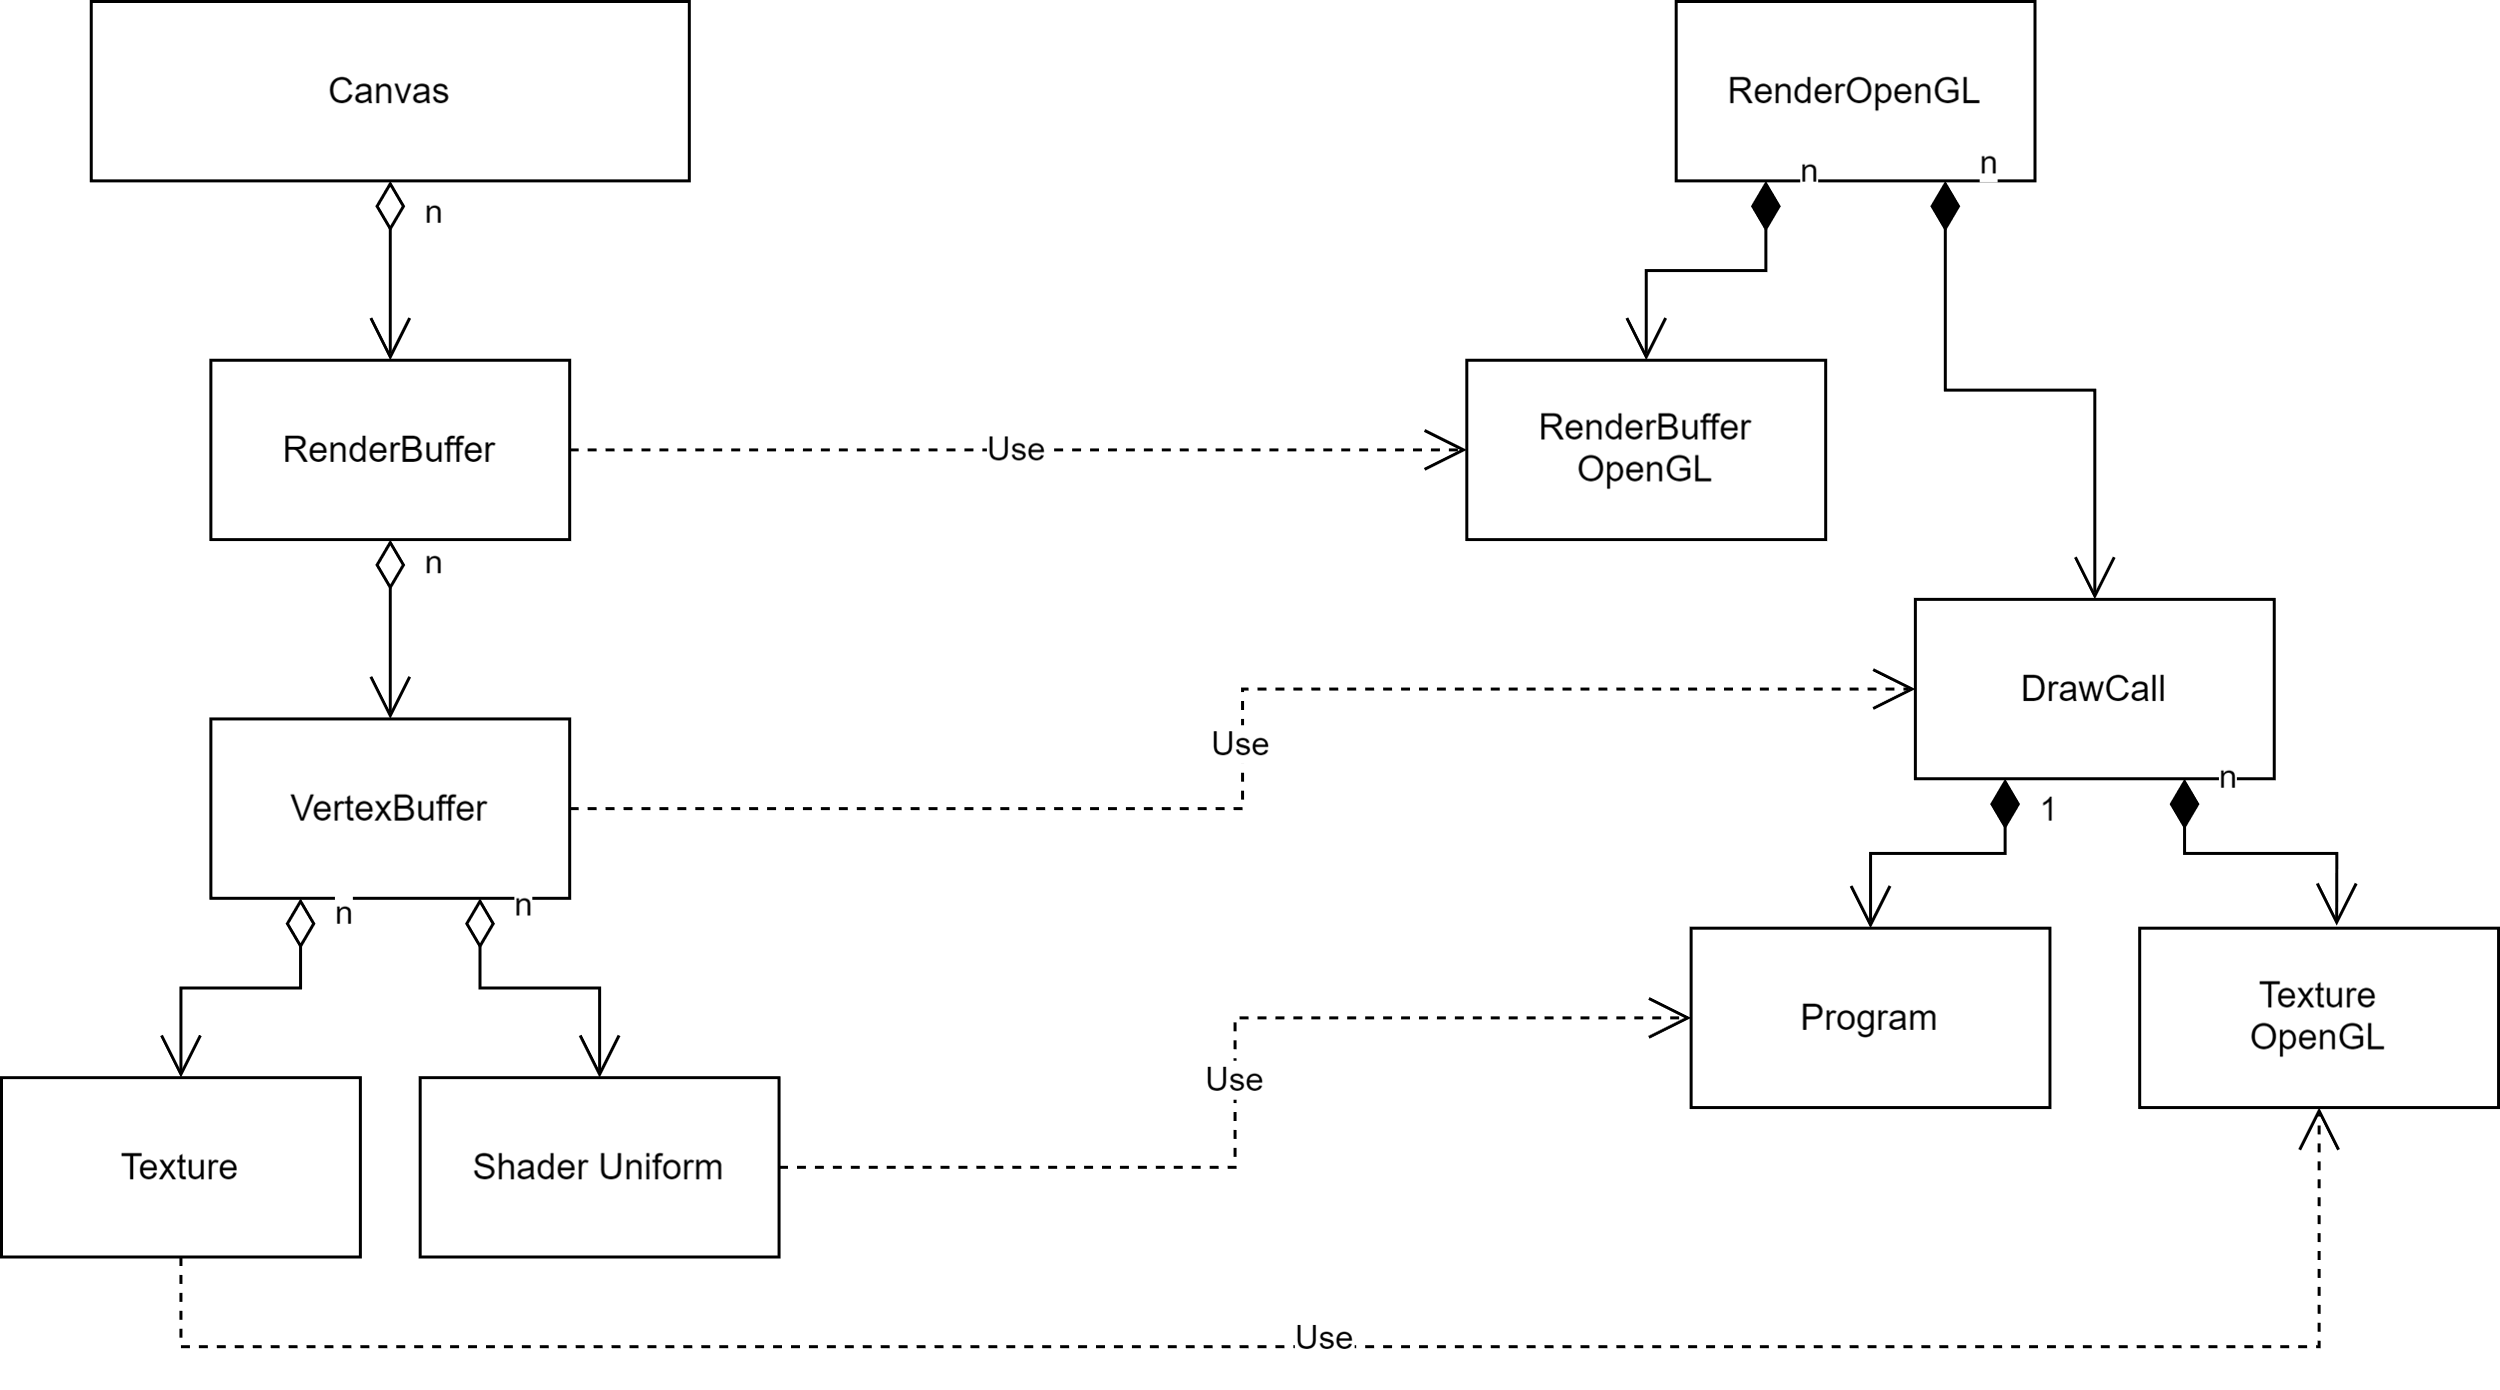 Canvas
RenderOpenGL
n
n
n
RenderBuffer
Use
RenderBuffer
OpenGL
n
DrawCall
Use
VertexBuffer
n
1
n
n
Texture
OpenGL
Program
Use
Texture
Shader Uniform
Use